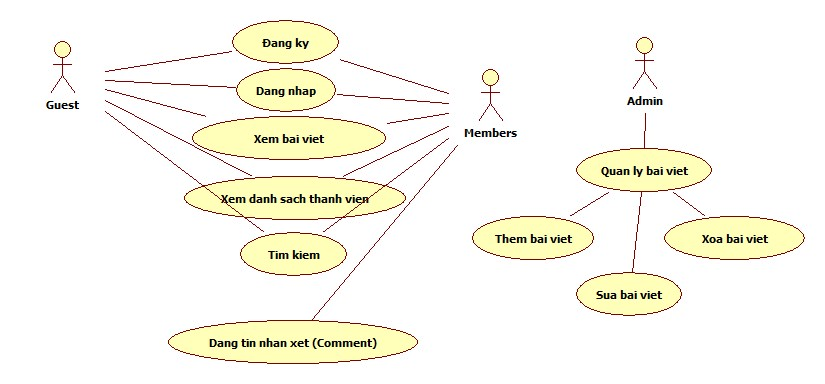 Đang ky
Guest
Dang nhap
Members
Admin
Xem bai viet
Quan ly bai viet
Xem danh sach thanh vien
Them bai viet
Xoa bai viet
Tim kiem
Sua bai viet
Dang tin nhan xet (Comment)